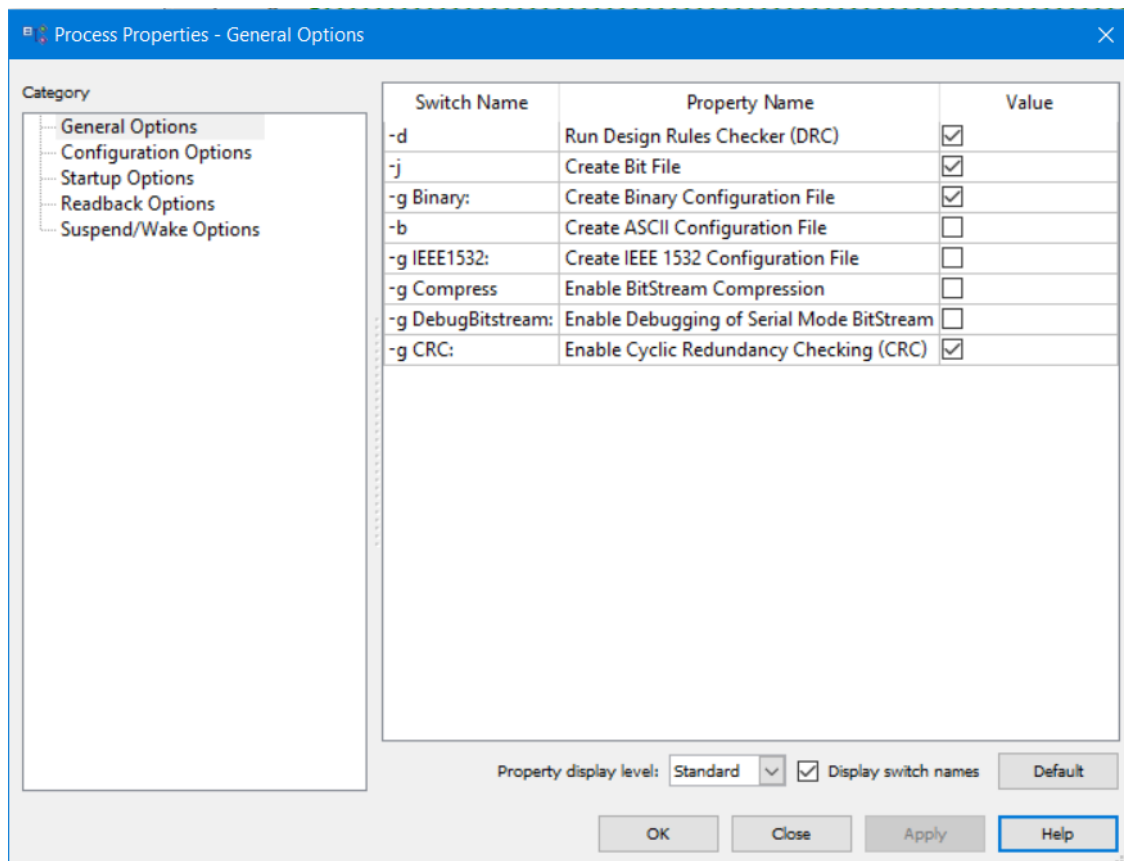 Process Properties - General Options
Category
General Options
Configuration Options
Startup Options
Readback Options
Suspend/Wake Options
Switch Name Property Name Value
-d Run Design Rules Checker (DRC)
-j Create Bit File
-g Binary: Create Binary Configuration File
-b Create ASCII Configuration File
-g IEEE1532: Create IEEE 1532 Configuration File
-g Compress Enable BitStream Compression
-g DebugBitstream: Enable Debugging of Serial Mode BitStream
-g CRC: Enable Cyclic Redundancy Checking (CRC)
Property display level: Standard Display switch names Default
OK Close Apply Help